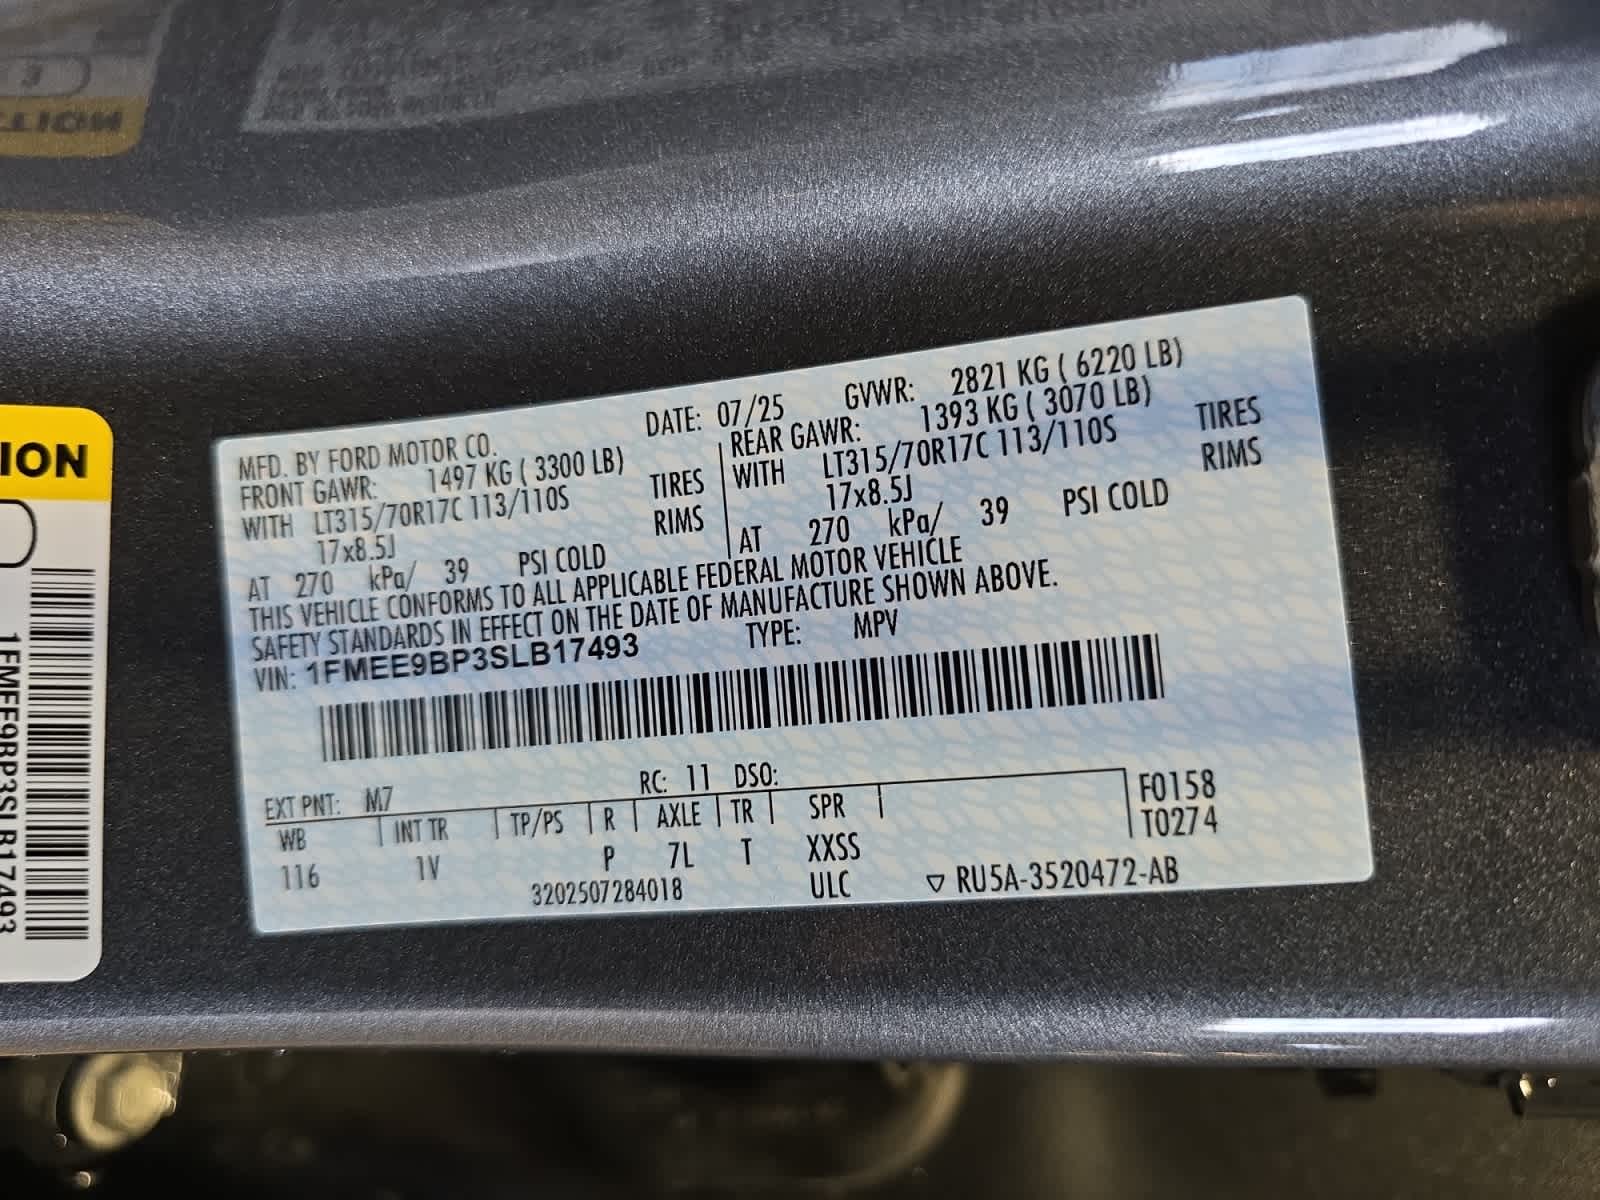 MFD. BY FORD MOTOR CO. DATE: 07/25 GVWR: 2821 KG ( 6220 LB)
FRONT GAWR: 1497 KG ( 3300 LB) REAR GAWR: 1393 KG ( 3070 LB)
WITH LT315/70R17C 113/110S TIRES WITH LT315/70R17C 113/110S TIRES
17x8.5J RIMS 17x8.5J RIMS
AT 270 kPa/ 39 PSI COLD AT 270 kPa/ 39 PSI COLD
THIS VEHICLE CONFORMS TO ALL APPLICABLE FEDERAL MOTOR VEHICLE
SAFETY STANDARDS IN EFFECT ON THE DATE OF MANUFACTURE SHOWN ABOVE.
VIN: 1FMEE9BP3SLB17493 TYPE: MPV
EXT PNT: M7 RC: 11 DSO: F0158
WB INT TR TP/PS R AXLE TR SPR T0274
116 1V P 7L T XXSS
3202507284018 ULC ▽ RU5A-3520472-AB
ION
1FMEE9BP3SLB17493